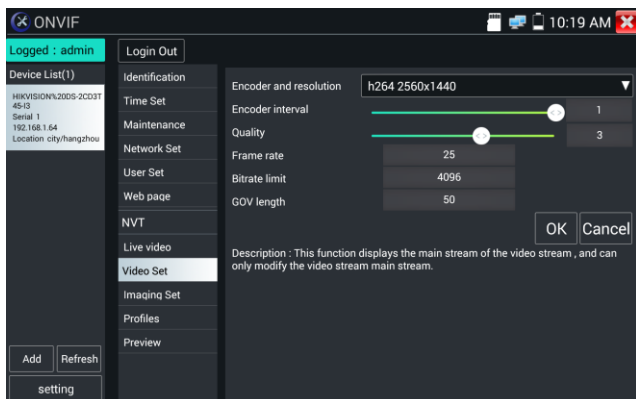 ONVIF
10:19 AM
Logged : admin
Login Out
Device List(1)
HIKVISION%20DS-2CD3T
45-I3
Serial 1
192.168.1.64
Location city/hangzhou
Identification
Time Set
Maintenance
Network Set
User Set
Web page
NVT
Live video
Video Set
Imaging Set
Profiles
Preview
Encoder and resolution h264 2560x1440
Encoder interval 1
Quality 3
Frame rate 25
Bitrate limit 4096
GOV length 50
OK Cancel
Description : This function displays the main stream of the video stream , and can
only modify the video stream main stream.
Add Refresh
setting